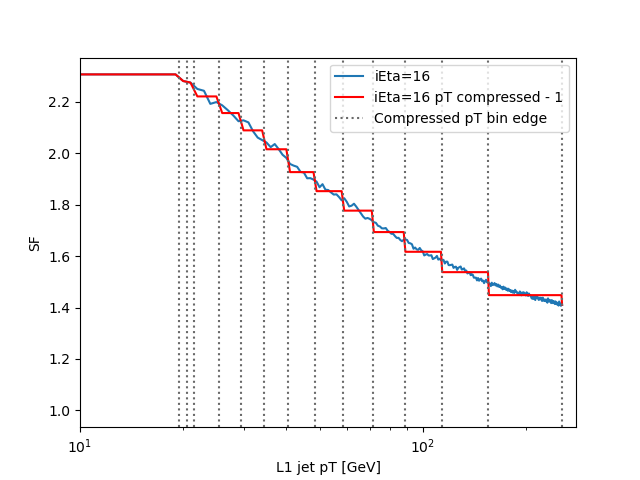 iEta=16
iEta=16 pT compressed - 1
Compressed pT bin edge
2.2
2.0
1.8
1.6
1.4
1.2
1.0
SF
10¹
10²
L1 jet pT [GeV]